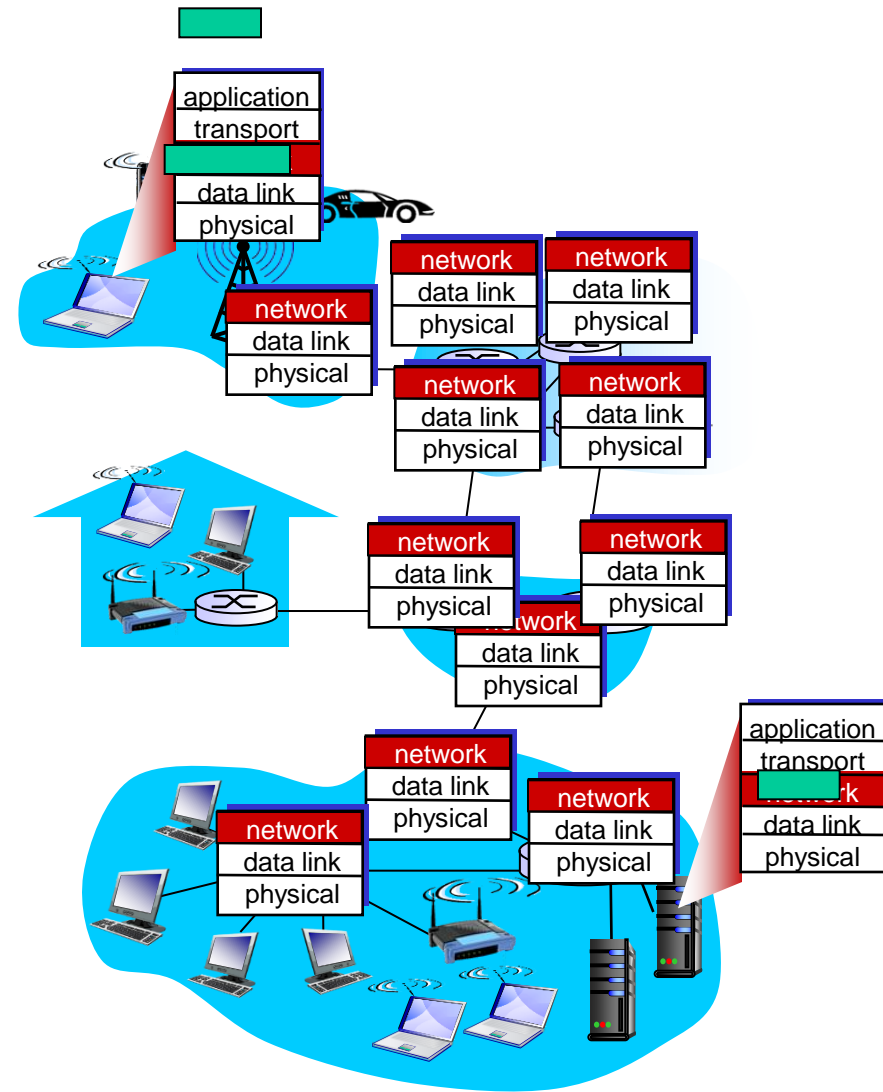 application
transport
data link
physical
network
data link
physical
network
data link
physical
network
data link
physical
network
data link
physical
network
data link
physical
network
data link
physical
network
data link
physical
network
data link
physical
application
transport
network
data link
physical
network
data link
physical
network
data link
physical
network
data link
physical